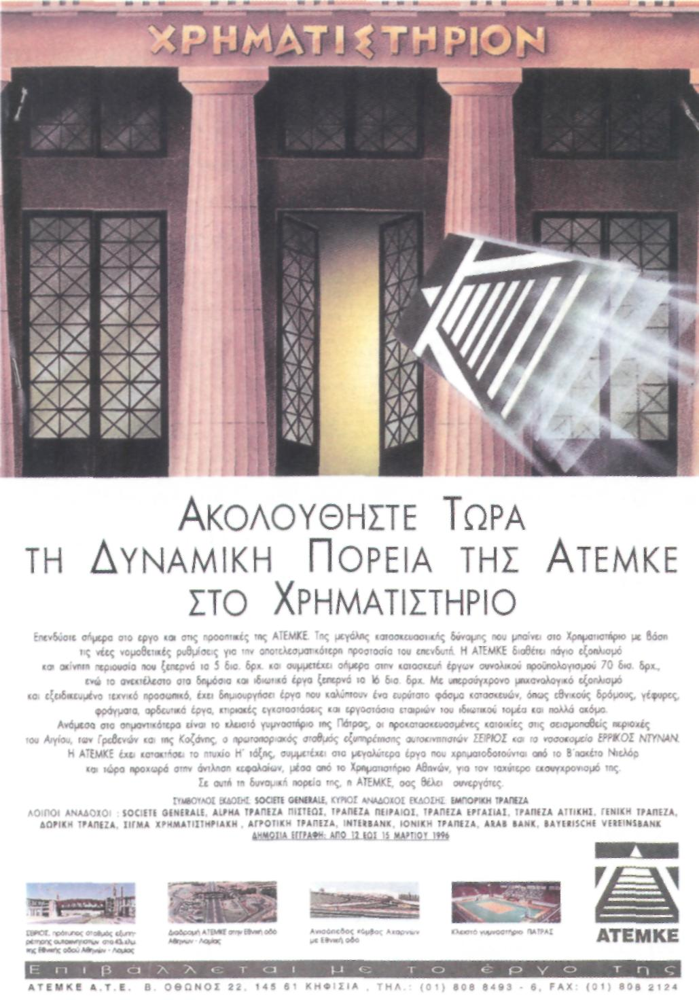 ΧΡΗΜΑΤΙΣΤΗΡΙΟΝ
ΑΚΟΛΟΥΘΗΣΤΕ ΤΩΡΑ
ΤΗ ΔΥΝΑΜΙΚΗ ΠΟΡΕΙΑ ΤΗΣ ΑΤΕΜΚΕ
ΣΤΟ ΧΡΗΜΑΤΙΣΤΗΡΙΟ
Επενδύστε σήμερα στο έργο και στις προοπτικές της ΑΤΕΜΚΕ. Της μεγάλης κατασκευαστικής δύναμης που μπαίνει στο Χρηματιστήριο με βάση
τις νέες νομοθετικές ρυθμίσεις για την αποτελεσματικότερη προστασία του επενδυτή. Η ΑΤΕΜΚΕ διαθέτει πάγιο εξοπλισμό
και ακίνητη περιουσία που ξεπερνά τα 5 δισ. δρχ. και συμμετέχει σήμερα στην κατασκευή έργων συνολικού προϋπολογισμού 70 δισ. δρχ.,
ενώ το ανεκτέλεστο στα δημόσια και ιδιωτικά έργα ξεπερνά τα 16 δισ. δρχ. Με υπερσύγχρονο μηχανολογικό εξοπλισμό
και εξειδικευμένο τεχνικό προσωπικό, έχει δημιουργήσει έργα που καλύπτουν ένα ευρύτατο φάσμα κατασκευών, όπως εθνικούς δρόμους, γέφυρες,
φράγματα, αρδευτικά έργα, κτιριακές εγκαταστάσεις και εργοστάσια εταιριών του ιδιωτικού τομέα και πολλά ακόμα.
Ανάμεσα στα σημαντικότερα είναι το κλειστό γυμναστήριο της Πάτρας, οι προκατασκευασμένες κατοικίες στις σεισμοπαθείς περιοχές
του Αιγίου, των Γρεβενών και της Κοζάνης, ο πρωτοποριακός σταθμός εξυπηρέτησης αυτοκινητιστών ΣΕΙΡΙΟΣ και το νοσοκομείο ΕΡΡΙΚΟΣ ΝΤΥΝΑΝ.
Η ΑΤΕΜΚΕ έχει κατακτήσει το πτυχίο Η' τάξης, συμμετέχει στα μεγαλύτερα έργα που χρηματοδοτούνται από το Β'πακέτο Ντελόρ
και τώρα προχωρά στην άντληση κεφαλαίων, μέσα από το Χρηματιστήριο Αθηνών, για τον ταχύτερο εκσυγχρονισμό της.
Σε αυτή τη δυναμική πορεία της, η ΑΤΕΜΚΕ, σας θέλει συνεργάτες.
ΣΥΜΒΟΥΛΟΣ ΕΚΔΟΣΗΣ: SOCIETE GENERALE, ΚΥΡΙΟΣ ΑΝΑΔΟΧΟΣ ΕΚΔΟΣΗΣ: ΕΜΠΟΡΙΚΗ ΤΡΑΠΕΖΑ
ΛΟΙΠΟΙ ΑΝΑΔΟΧΟΙ : SOCIETE GENERALE, ALPHA ΤΡΑΠΕΖΑ ΠΙΣΤΕΩΣ, ΤΡΑΠΕΖΑ ΠΕΙΡΑΙΩΣ, ΤΡΑΠΕΖΑ ΕΡΓΑΣΙΑΣ, ΤΡΑΠΕΖΑ ΑΤΤΙΚΗΣ, ΓΕΝΙΚΗ ΤΡΑΠΕΖΑ,
ΔΩΡΙΚΗ ΤΡΑΠΕΖΑ, ΣΙΓΜΑ ΧΡΗΜΑΤΙΣΤΗΡΙΑΚΗ , ΑΓΡΟΤΙΚΗ ΤΡΑΠΕΖΑ, INTERBANK, ΙΟΝΙΚΗ ΤΡΑΠΕΖΑ, ARAB BANK, BAYERISCHE VEREINSBANK
ΔΗΜΟΣΙΑ ΕΓΓΡΑΦΗ: ΑΠΟ 12 ΕΩΣ 15 ΜΑΡΤΙΟΥ 1996
ΣΕΙΡΙΟΣ, πρότυπος σταθμός εξυπη-
ρέτησης αυτοκινητιστών στο 43ο χλμ.
της Εθνικής οδού Αθηνών - Λαμίας
Διαδρομή ΑΤΕΜΚΕ στην Εθνική οδό
Αθηνών - Λαμίας
Ανισόπεδος κόμβος Αχαρνών
με Εθνική οδό
Κλειστό γυμναστήριο ΠΑΤΡΑΣ
ΑΤΕΜΚΕ
Επιβάλλεται με το έργο της
ΑΤΕΜΚΕ Α.Τ.Ε. Β. ΟΘΩΝΟΣ 22, 145 61 ΚΗΦΙΣΙΑ , ΤΗΛ.: (01) 808 8493 - 6, FAX: (01) 808 2124